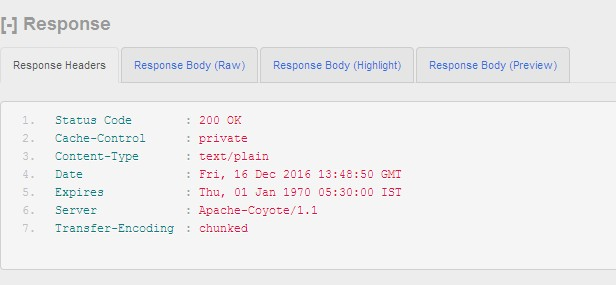 [-] Response
Response Headers Response Body (Raw) Response Body (Highlight) Response Body (Preview)
1. Status Code : 200 OK
2. Cache-Control : private
3. Content-Type : text/plain
4. Date : Fri, 16 Dec 2016 13:48:50 GMT
5. Expires : Thu, 01 Jan 1970 05:30:00 IST
6. Server : Apache-Coyote/1.1
7. Transfer-Encoding : chunked